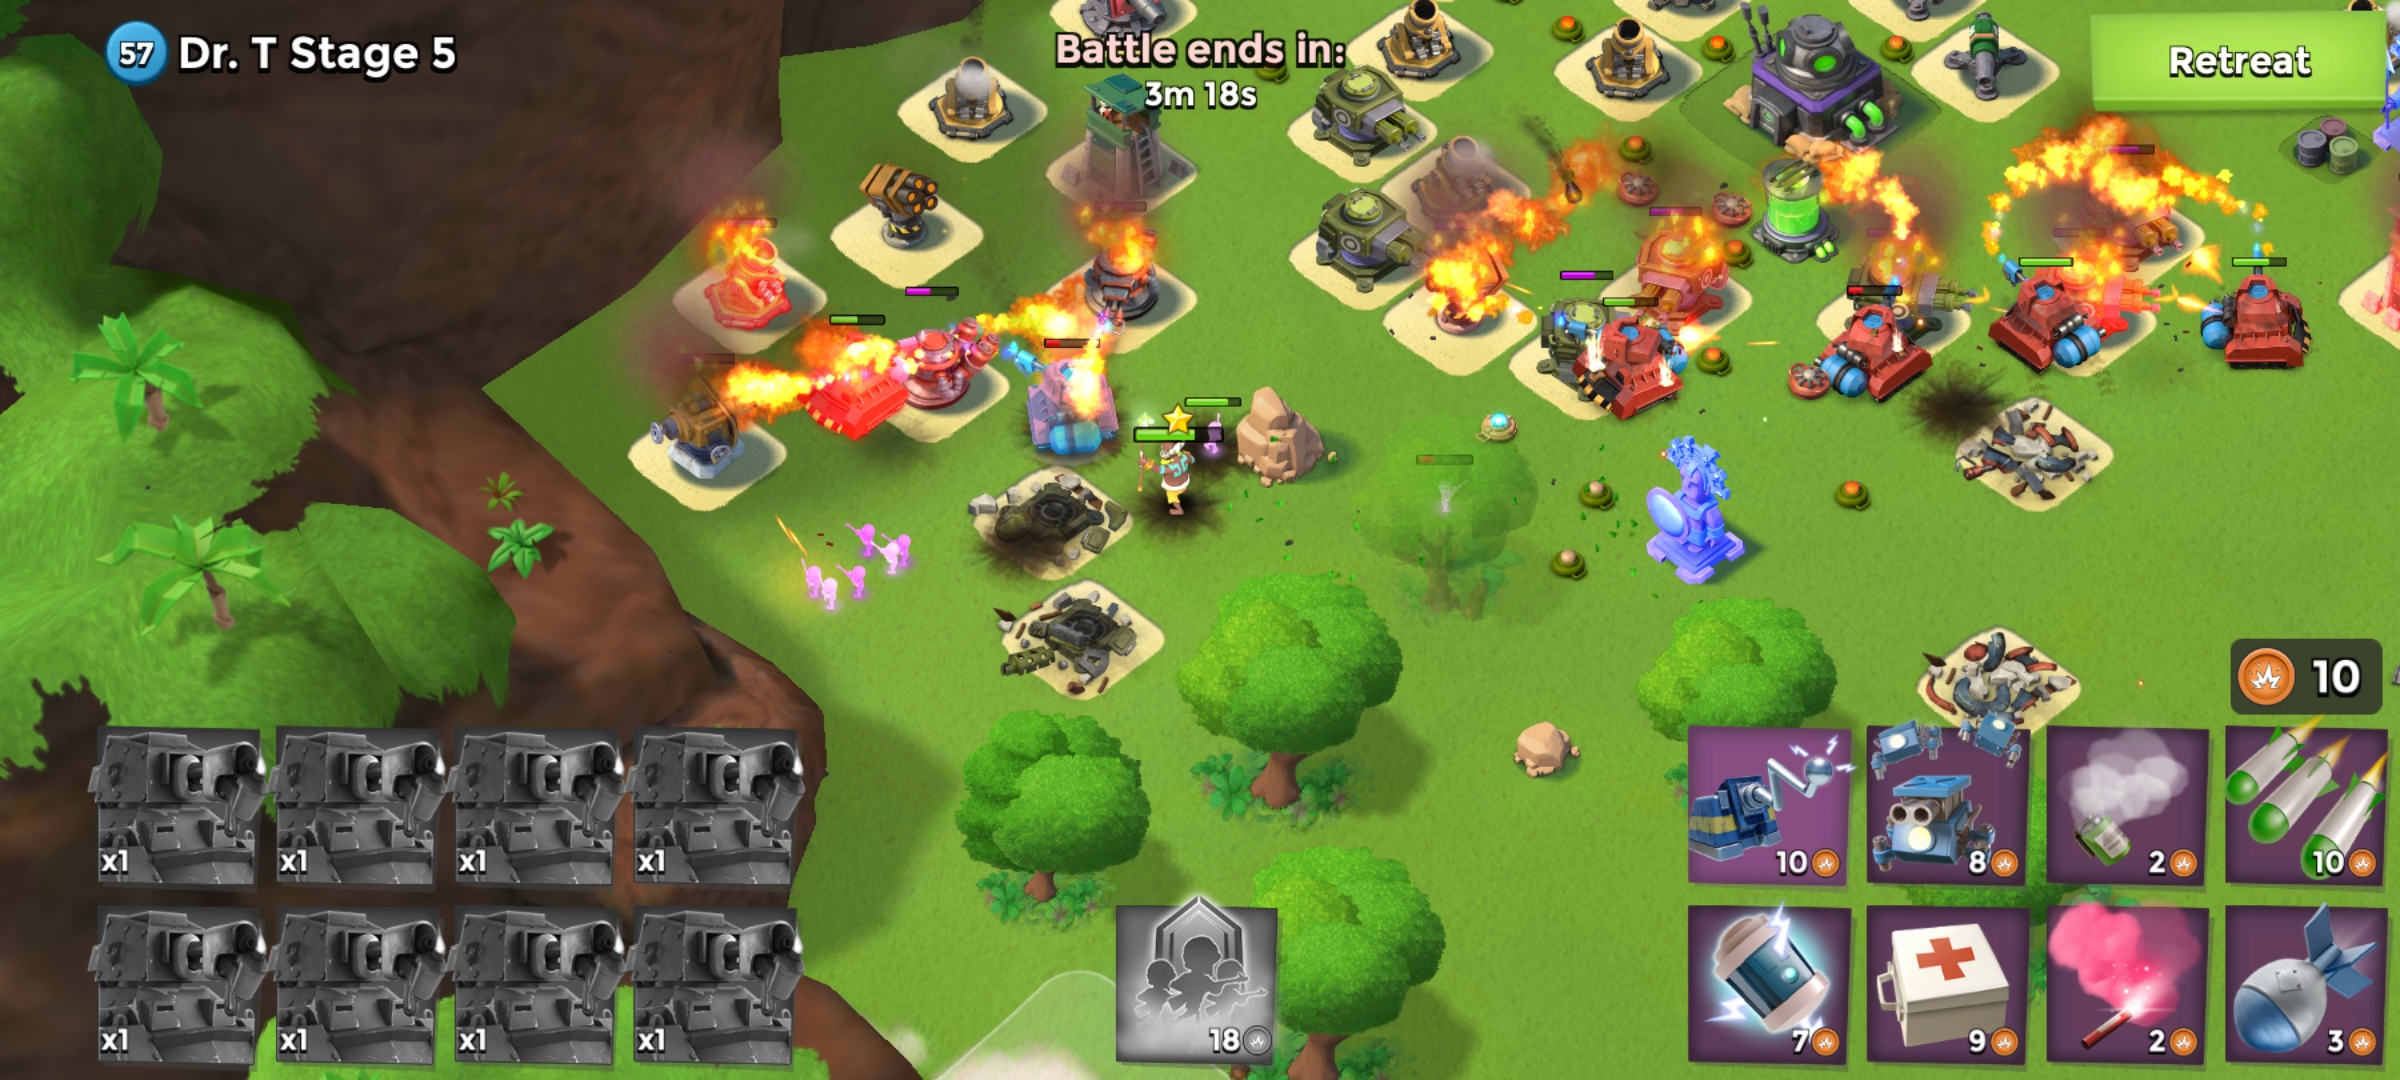 57 Dr. T Stage 5
Battle ends in:
3m 18s
Retreat
10
x1 x1 x1 x1
10 8 2 10
x1 x1 x1 x1
18
7 9 2 3